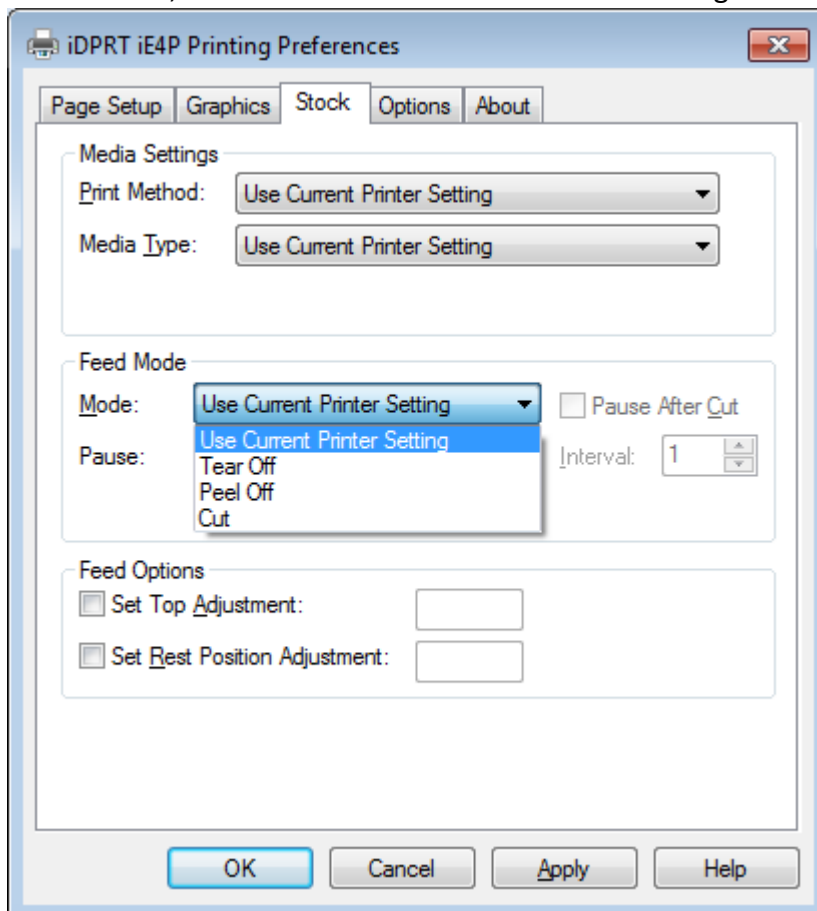 iDPRT iE4P Printing Preferences
Page Setup Graphics Stock Options About
Media Settings
Print Method: Use Current Printer Setting
Media Type: Use Current Printer Setting
Feed Mode
Mode: Use Current Printer Setting Pause After Cut
Use Current Printer Setting
Pause: Tear Off Interval: 1
Peel Off
Cut
Feed Options
Set Top Adjustment:
Set Rest Position Adjustment:
OK Cancel Apply Help